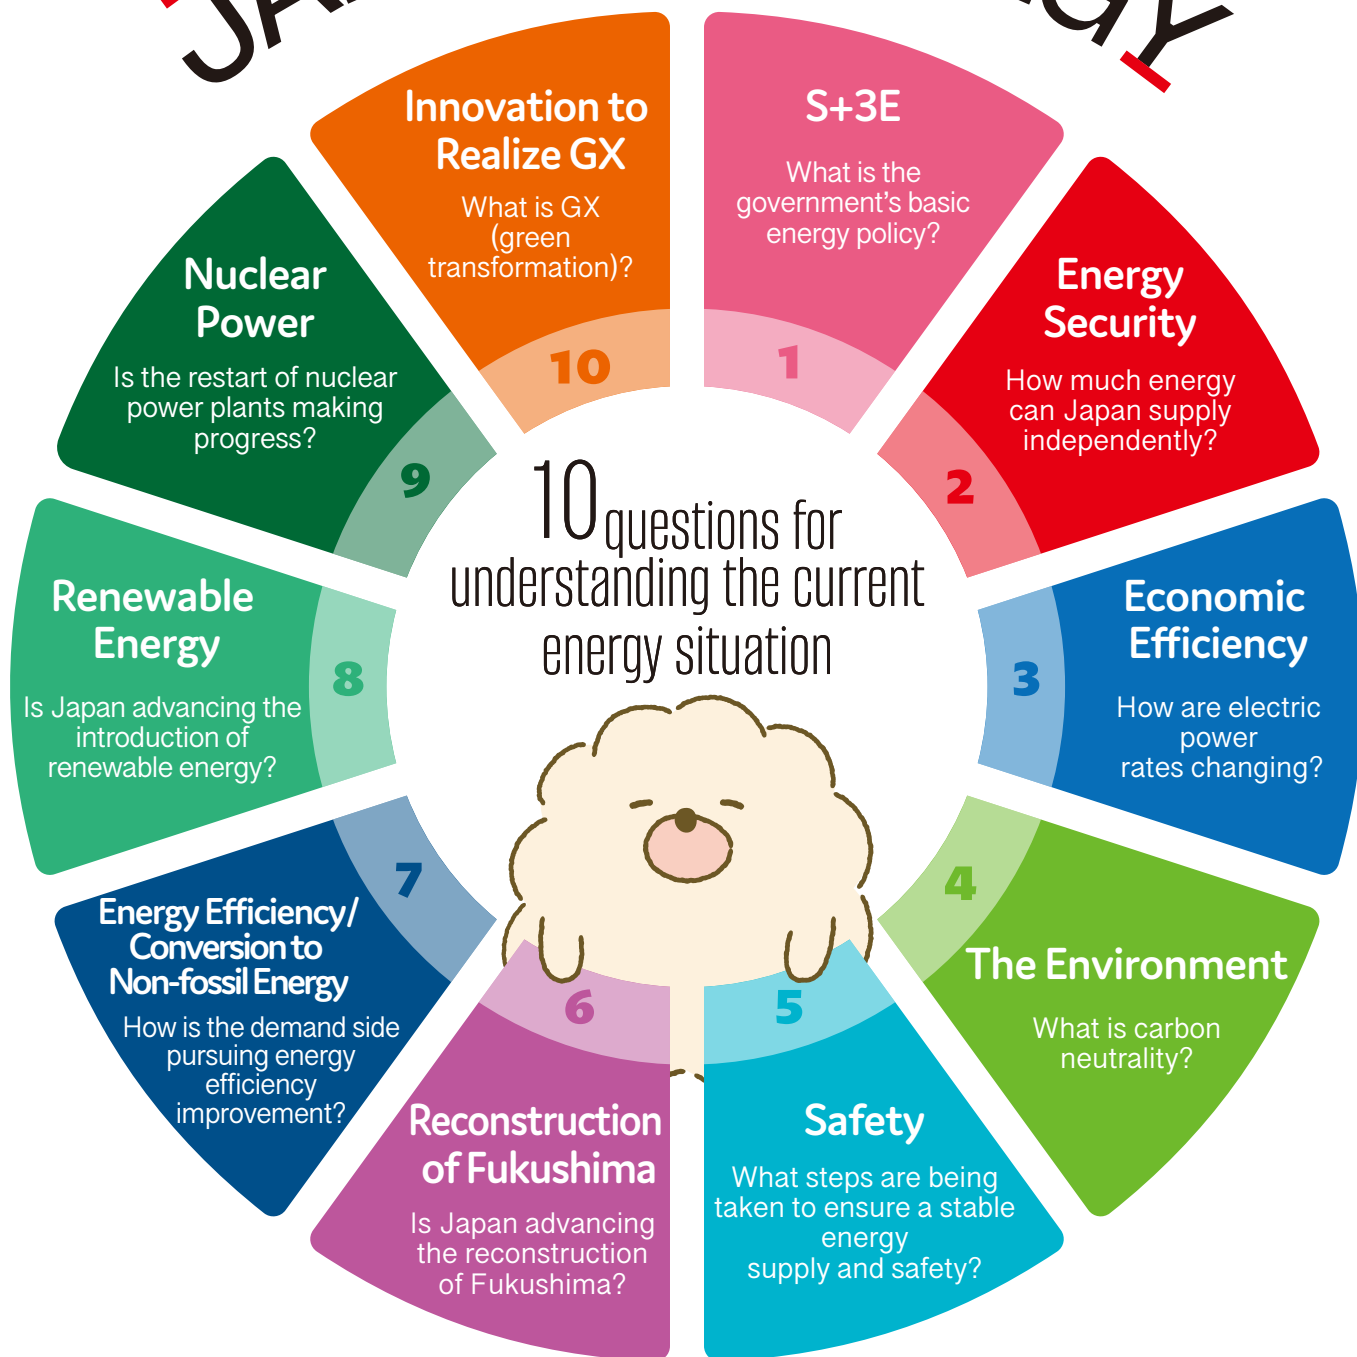 10 questions for
understanding the current
energy situation
S+3E
What is the
government's basic
energy policy?
1
Energy
Security
How much energy
can Japan supply
independently?
2
Economic
Efficiency
How are electric
power
rates changing?
3
The Environment
What is carbon
neutrality?
4
Safety
What steps are being
taken to ensure a stable
energy
supply and safety?
5
Reconstruction
of Fukushima
Is Japan advancing
the reconstruction
of Fukushima?
6
Energy Efficiency/
Conversion to
Non-fossil Energy
How is the demand side
pursuing energy
efficiency
improvement?
7
Renewable
Energy
Is Japan advancing the
introduction of
renewable energy?
8
Nuclear
Power
Is the restart of nuclear
power plants making
progress?
9
Innovation to
Realize GX
What is GX
(green
transformation)?
10